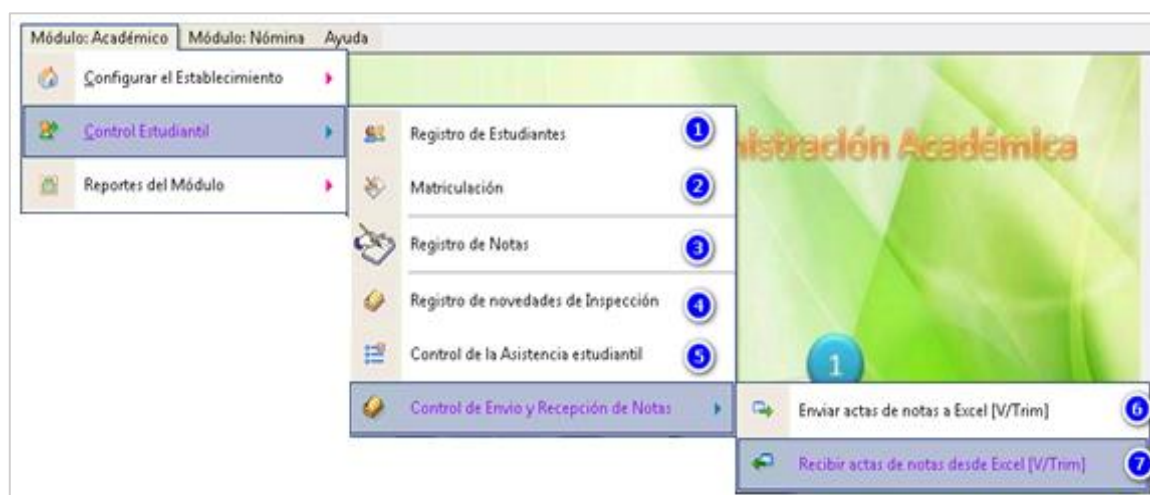 Módulo: Académico Módulo: Nómina Ayuda
Configurar el Establecimiento
Control Estudiantil
Reportes del Módulo
Registro de Estudiantes 1
Matriculación 2
Registro de Notas 3
Registro de novedades de Inspección 4
Control de la Asistencia estudiantil 5
Control de Envio y Recepción de Notas
istración Académica
1
Enviar actas de notas a Excel [V/Trim] 6
Recibir actas de notas desde Excel [V/Trim] 7